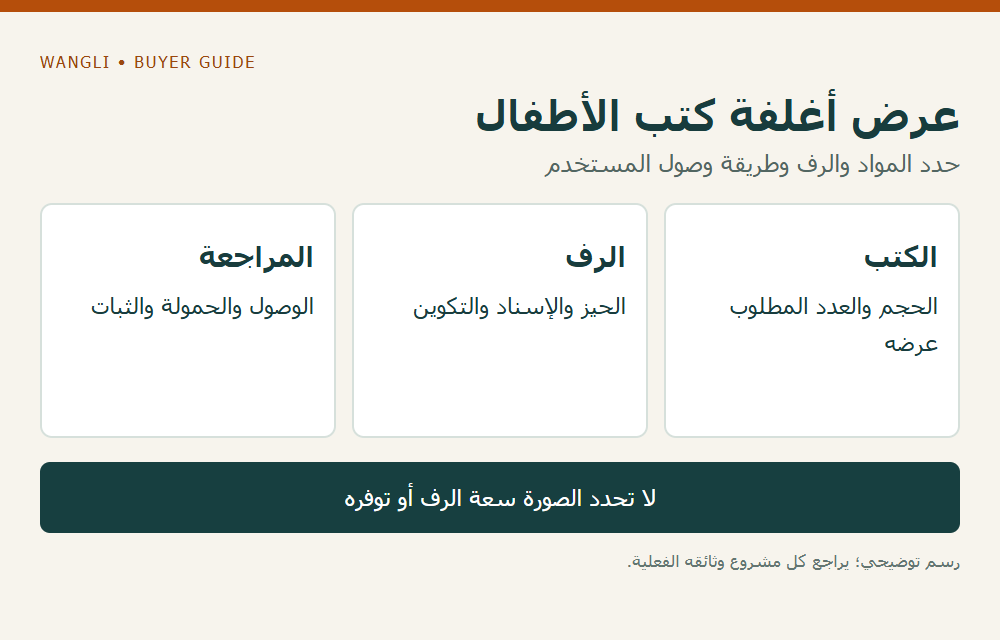 WANGLI • BUYER GUIDE
عرض أغلفة كتب الأطفال
حدد المواد والرف وطريقة وصول المستخدم
الكتب
الحجم والعدد المطلوب
عرضه
الرف
الحيز والإسناد والتكوين
المراجعة
الوصول والحمولة والثبات
لا تحدد الصورة سعة الرف أو توفره
رسم توضيحي؛ يراجع كل مشروع وثائقه الفعلية.